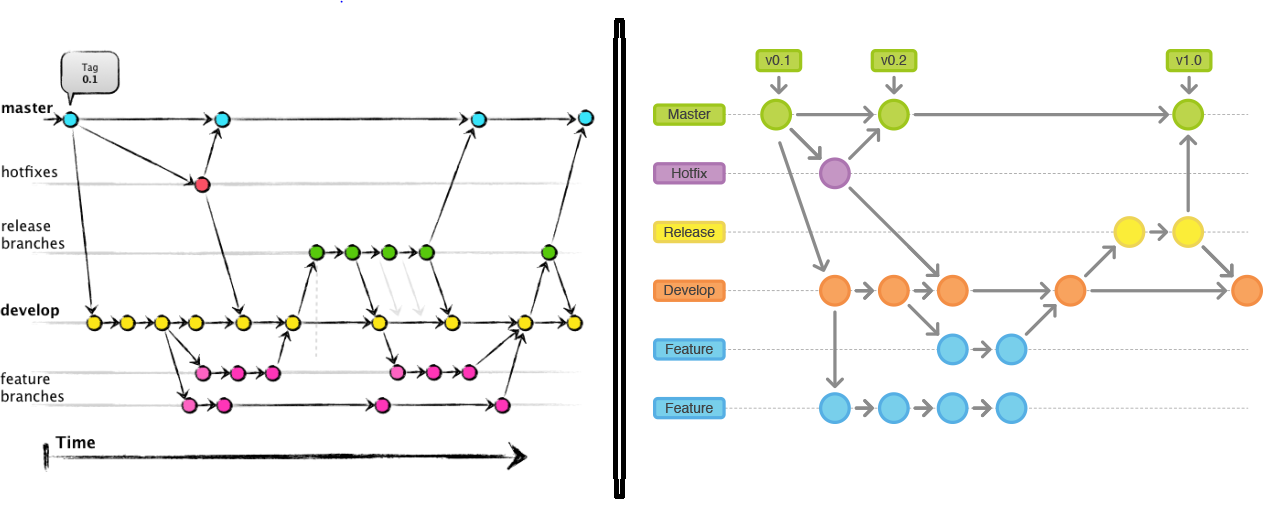 Tag
0.1
master
hotfixes
release
branches
develop
feature
branches
Time
v0.1
v0.2
v1.0
Master
Hotfix
Release
Develop
Feature
Feature